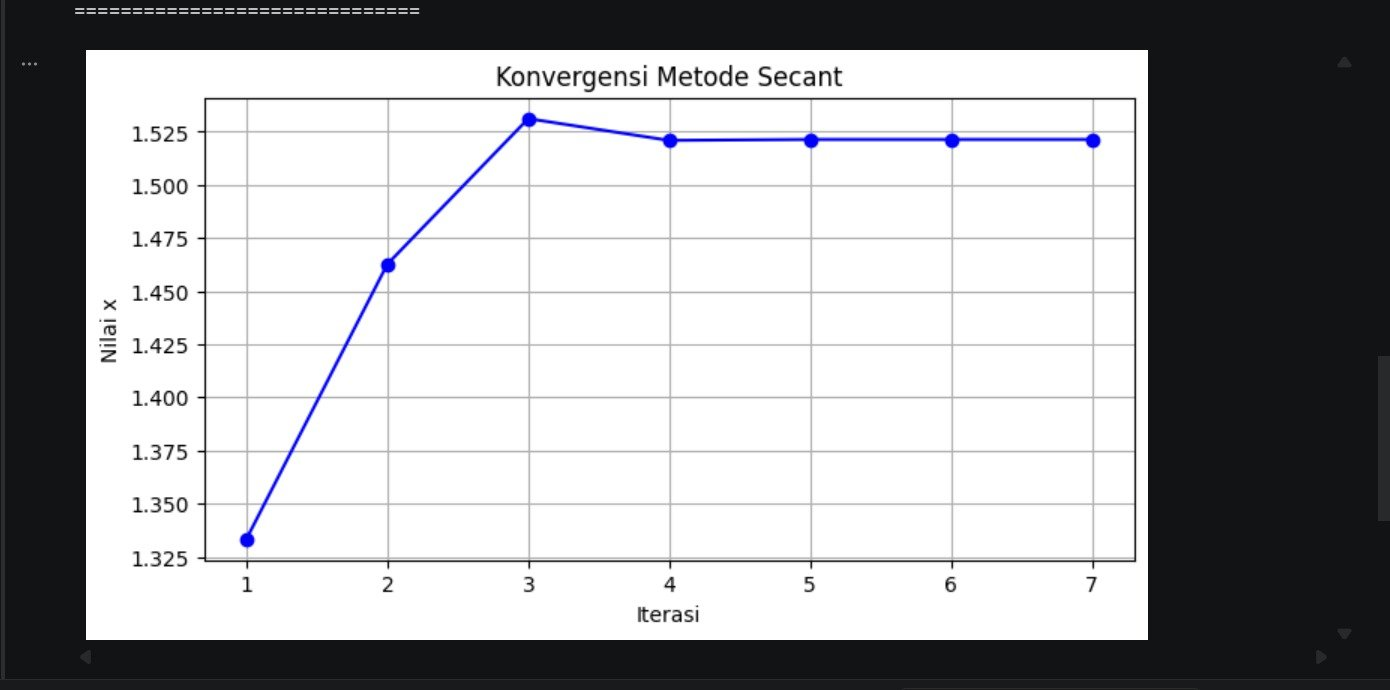 ==============================
...
Konvergensi Metode Secant
1.525
1.500
1.475
1.450
1.425
1.400
1.375
1.350
1.325
Nilai x
1 2 3 4 5 6 7
Iterasi